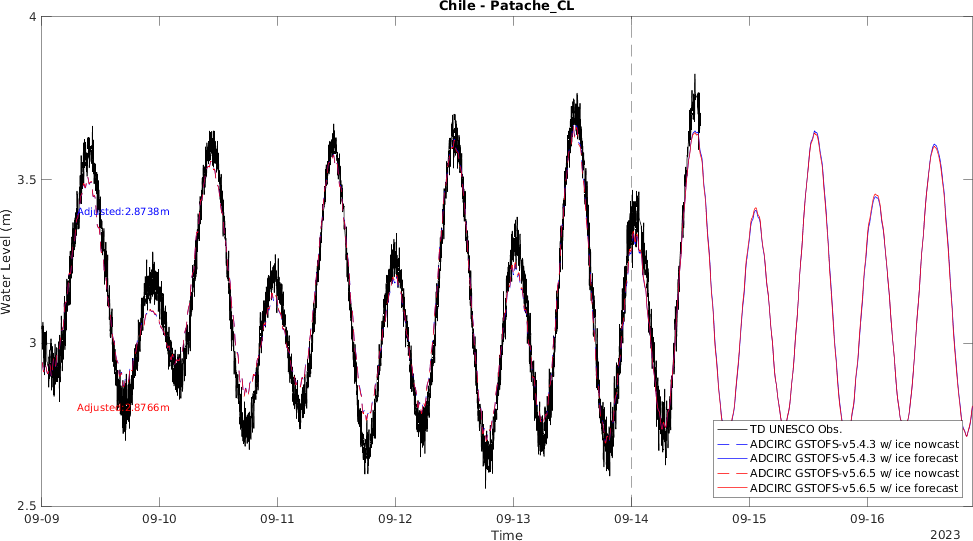 Chile - Patache_CL
4
3.5
3
2.5
Water Level (m)
Adjusted:2.8738m
Adjusted:2.8766m
TD UNESCO Obs.
ADCIRC GSTOFS-v5.4.3 w/ ice nowcast
ADCIRC GSTOFS-v5.4.3 w/ ice forecast
ADCIRC GSTOFS-v5.6.5 w/ ice nowcast
ADCIRC GSTOFS-v5.6.5 w/ ice forecast
09-09 09-10 09-11 09-12 09-13 09-14 09-15 09-16
Time
2023